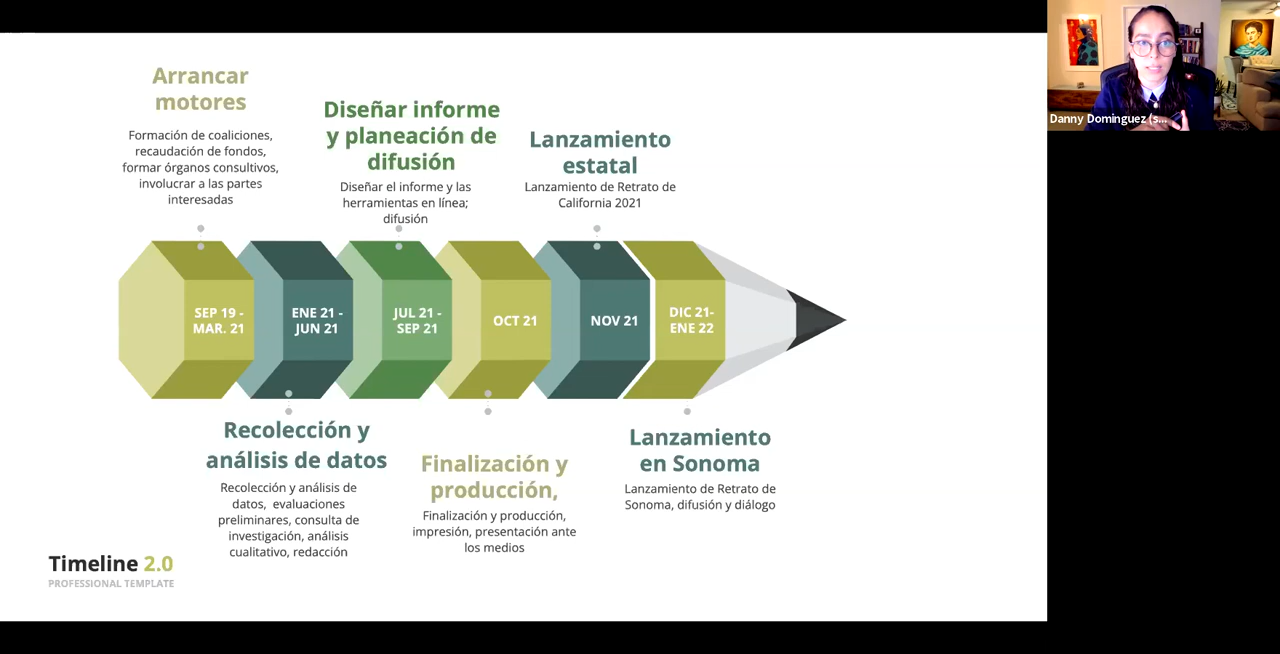 Arrancar
motores
Formación de coaliciones,
recaudación de fondos,
formar órganos consultivos,
involucrar a las partes
interesadas
Diseñar informe
y planeación de
difusión
Diseñar el informe y las
herramientas en línea;
difusión
Lanzamiento
estatal
Lanzamiento de Retrato de
California 2021
SEP 19 -
MAR. 21
ENE 21 -
JUN 21
JUL 21 -
SEP 21
OCT 21
NOV 21
DIC 21-
ENE 22
Recolección y
análisis de datos
Recolección y análisis de
datos, evaluaciones
preliminares, consulta de
investigación, análisis
cualitativo, redacción
Finalización y
producción,
Finalización y producción,
impresión, presentación ante
los medios
Lanzamiento
en Sonoma
Lanzamiento de Retrato de
Sonoma, difusión y diálogo
Timeline 2.0
PROFESSIONAL TEMPLATE
Danny Dominguez (s...